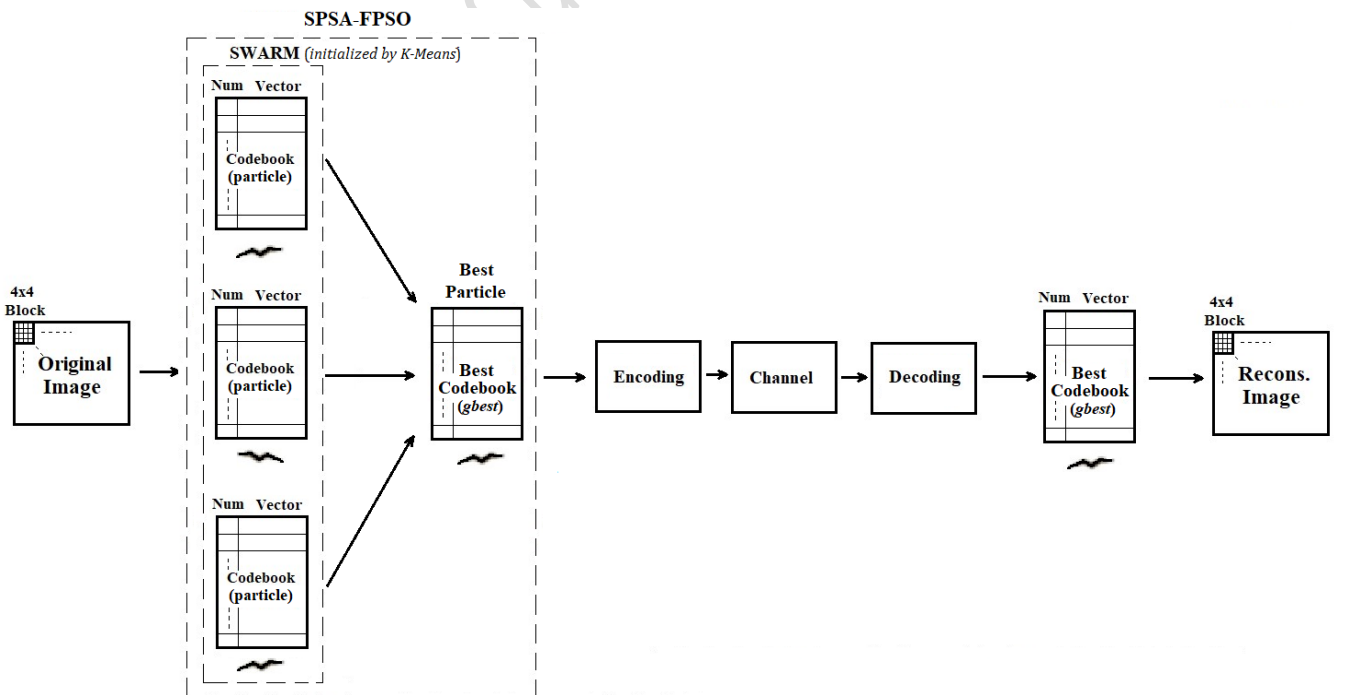 SPSA-FPSO
SWARM (initialized by K-Means)
Num Vector
Codebook
(particle)
Num Vector
Codebook
(particle)
Num Vector
Codebook
(particle)
4x4
Block
Original
Image
Best
Particle
Best
Codebook
(gbest)
Encoding
Channel
Decoding
Num Vector
Best
Codebook
(gbest)
4x4
Block
Recons.
Image